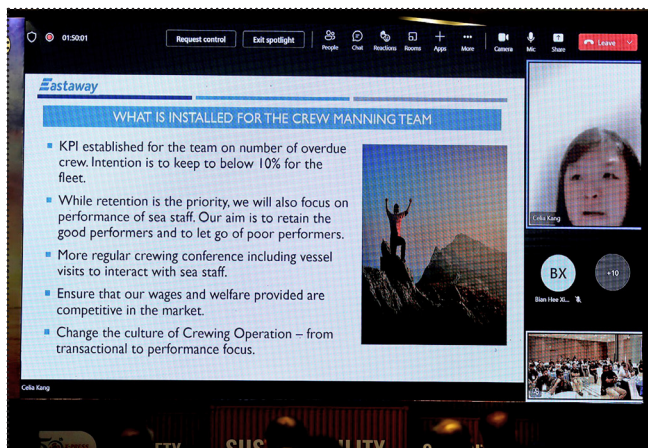 01:50:01
Request control
Exit spotlight
People
Chat
Reactions
Rooms
Apps
More
Camera
Mic
Share
Leave
Eastaway
WHAT IS INSTALLED FOR THE CREW MANNING TEAM
KPI established for the team on number of overdue
crew. Intention is to keep to below 10% for the
fleet.
While retention is the priority, we will also focus on
performance of sea staff. Our aim is to retain the
good performers and to let go of poor performers.
More regular crewing conference including vessel
visits to interact with sea staff.
Ensure that our wages and welfare provided are
competitive in the market.
Change the culture of Crewing Operation – from
transactional to performance focus.
Celia Kang
BX
+10
Bian Hee Xi...
Celia Kang